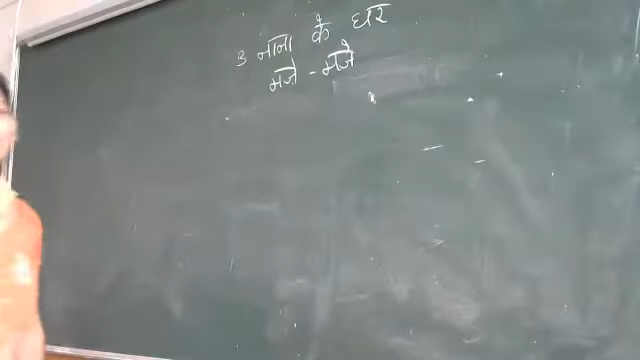 3 नाना के घर
मजे - मजे